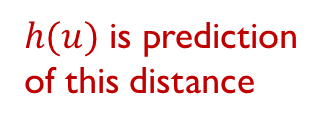 h(u) is prediction
of this distance